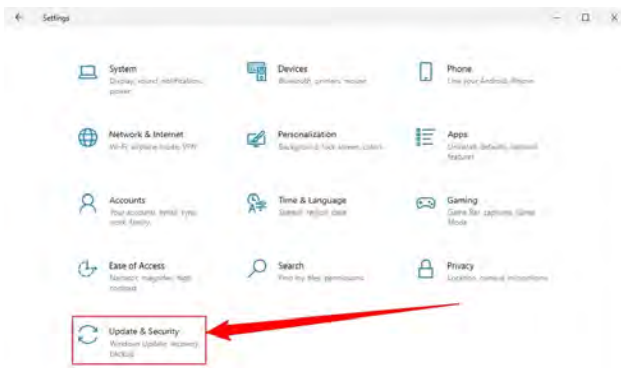 Settings
System
Display, sound, notifications,
power
Devices
Bluetooth, printers, mouse
Phone
Link your Android, iPhone
Network & Internet
Wi-Fi, airplane mode, VPN
Personalization
Background, lock screen, colors
Apps
Uninstall, defaults, optional
features
Accounts
Your accounts, email, sync,
work, family
Time & Language
Speech, region, date
Gaming
Game Bar, captures, Game
Mode
Ease of Access
Narrator, magnifier, high
contrast
Search
Find my files, permissions
Privacy
Location, camera, microphone
Update & Security
Windows Update, recovery,
backup